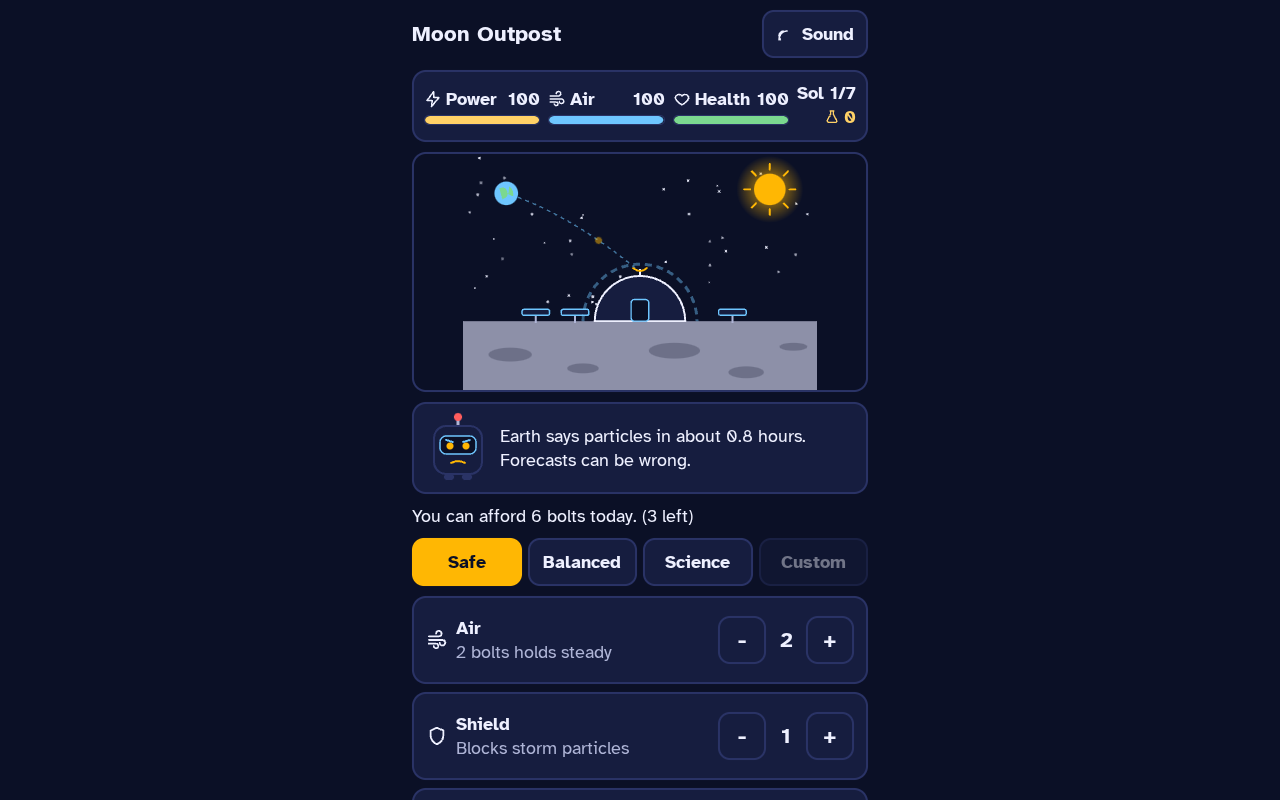 Moon Outpost
Sound
Power 100
Air 100
Health 100
Sol 1/7
0
Earth says particles in about 0.8 hours.
Forecasts can be wrong.
You can afford 6 bolts today. (3 left)
Safe
Balanced
Science
Custom
Air
2 bolts holds steady
- 2 +
Shield
Blocks storm particles
- 1 +